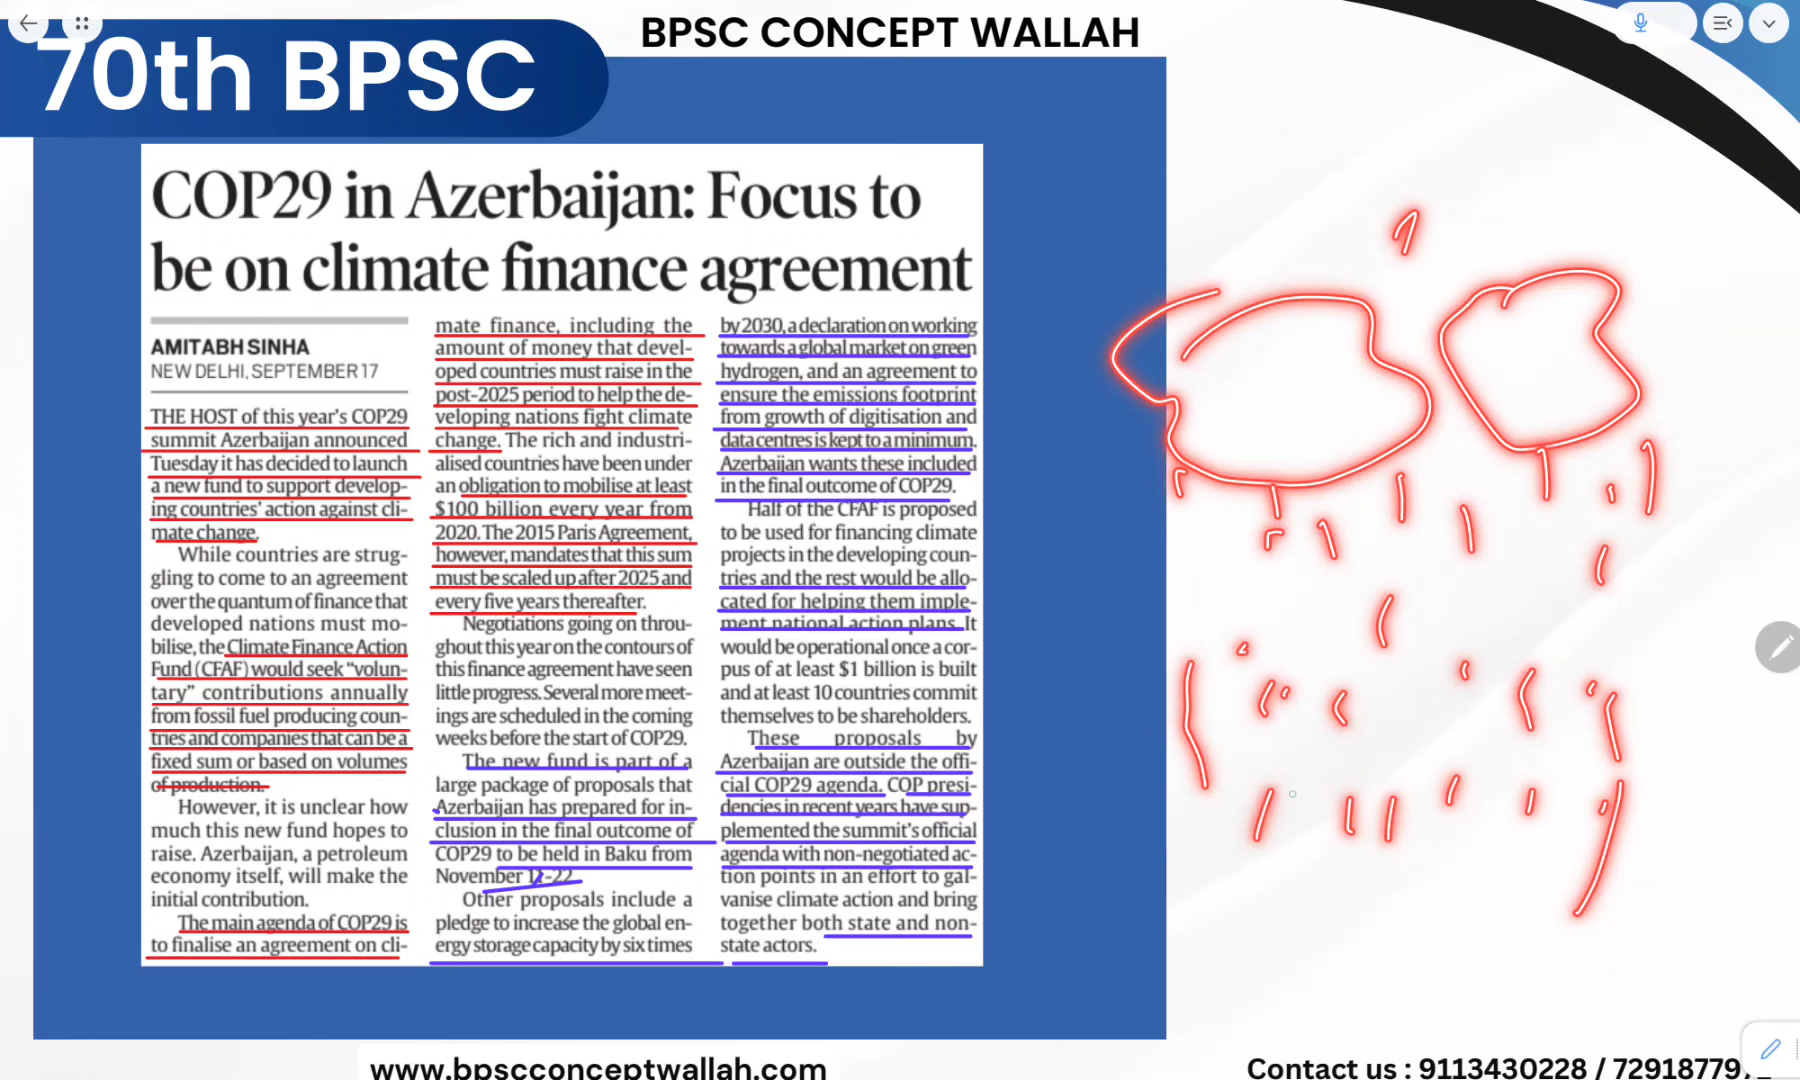 BPSC CONCEPT WALLAH
70th BPSC
COP29 in Azerbaijan: Focus to
be on climate finance agreement
AMITABH SINHA
NEW DELHI, SEPTEMBER 17
THE HOST of this year's COP29
summit Azerbaijan announced
Tuesday it has decided to launch
a new fund to support develop-
ing countries' action against cli-
mate change.
While countries are strug-
gling to come to an agreement
over the quantum of finance that
developed nations must mo-
bilise, the Climate Finance Action
Fund (CFAF) would seek "volun-
tary" contributions annually
from fossil fuel producing coun-
tries and companies that can be a
fixed sum or based on volumes
of production.
However, it is unclear how
much this new fund hopes to
raise. Azerbaijan, a petroleum
economy itself, will make the
initial contribution.
The main agenda of COP29 is
to finalise an agreement on cli-
mate finance, including the
amount of money that devel-
oped countries must raise in the
post-2025 period to help the de-
veloping nations fight climate
change. The rich and industri-
alised countries have been under
an obligation to mobilise at least
$100 billion every year from
2020. The 2015 Paris Agreement,
however, mandates that this sum
must be scaled up after 2025 and
every five years thereafter.
Negotiations going on throu-
ghout this year on the contours of
this finance agreement have seen
little progress. Several more meet-
ings are scheduled in the coming
weeks before the start of COP29.
The new fund is part of a
large package of proposals that
Azerbaijan has prepared for in-
clusion in the final outcome of
COP29 to be held in Baku from
November 11-22.
Other proposals include a
pledge to increase the global en-
ergy storage capacity by six times
by 2030, a declaration on working
towards a global market on green
hydrogen, and an agreement to
ensure the emissions footprint
from growth of digitisation and
data centres is kept to a minimum.
Azerbaijan wants these included
in the final outcome of COP29.
Half of the CFAF is proposed
to be used for financing climate
projects in the developing coun-
tries and the rest would be allo-
cated for helping them imple-
ment national action plans. It
would be operational once a cor-
pus of at least $1 billion is built
and at least 10 countries commit
themselves to be shareholders.
These proposals by
Azerbaijan are outside the offi-
cial COP29 agenda. COP presi-
dencies in recent years have sup-
plemented the summit's official
agenda with non-negotiated ac-
tion points in an effort to gal-
vanise climate action and bring
together both state and non-
state actors.
www.bpscconceptwallah.com
Contact us : 9113430228 / 72918779